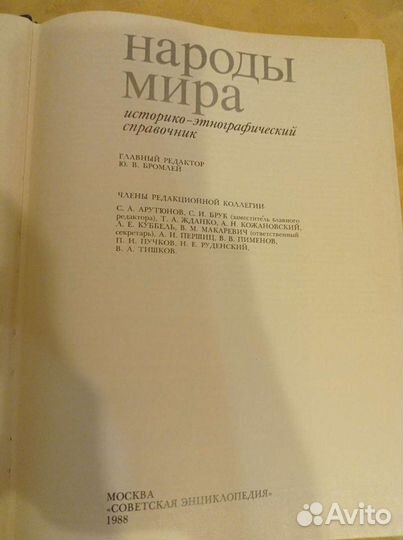 народы
мира
историко-этнографический
справочник
ГЛАВНЫЙ РЕДАКТОР
Ю. В. БРОМЛЕЙ
ЧЛЕНЫ РЕДАКЦИОННОЙ КОЛЛЕГИИ
С. А. АРУТЮНОВ, С. И. БРУК (заместитель главного
редактора), Т. А. ЖДАНКО, А. Н. КОЖАНОВСКИЙ,
Л. Е. КУББЕЛЬ, В. М. МАКАРЕВИЧ (ответственный
секретарь), А. И. ПЕРШИЦ, В. В. ПИМЕНОВ,
П. И. ПУЧКОВ, Н. Е. РУДЕНСКИЙ,
В. А. ТИШКОВ.
МОСКВА
«СОВЕТСКАЯ ЭНЦИКЛОПЕДИЯ»
1988
Avito